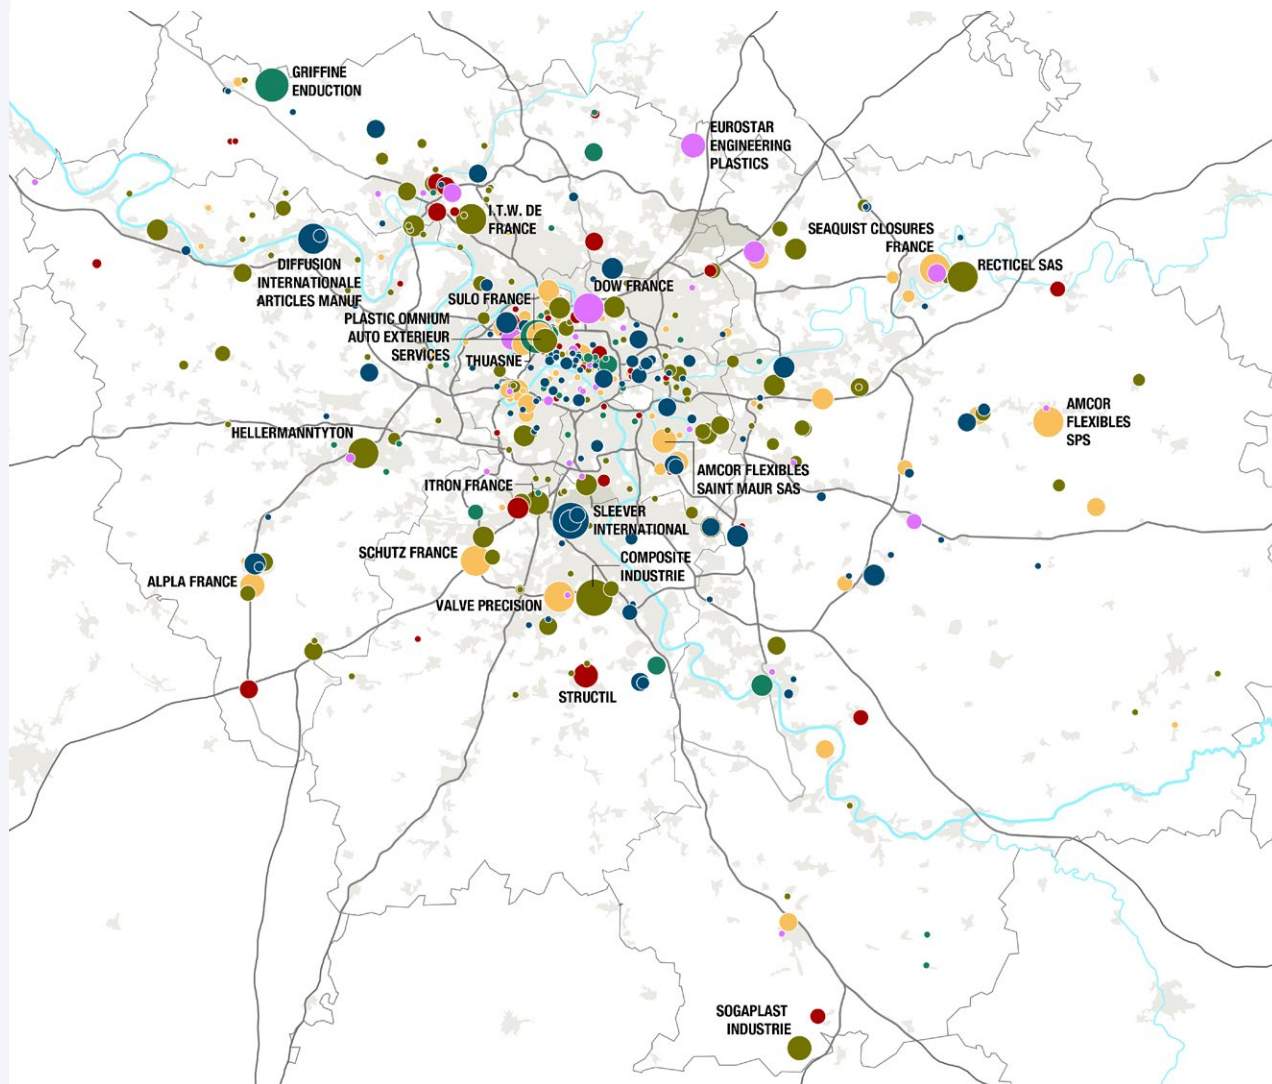 GRIFFINE
ENDUCTION
EUROSTAR
ENGINEERING
PLASTICS
I.T.W. DE
FRANCE
SEAQUIST CLOSURES
FRANCE
RECTICEL SAS
DIFFUSION
INTERNATIONALE
ARTICLES MANUF
DOW FRANCE
SULO FRANCE
PLASTIC OMNIUM
AUTO EXTERIEUR
SERVICES
THUASNE
AMCOR
FLEXIBLES
SPS
HELLERMANNTYTON
AMCOR FLEXIBLES
SAINT MAUR SAS
ITRON FRANCE
SLEEVER
INTERNATIONAL
SCHUTZ FRANCE
COMPOSITE
INDUSTRIE
ALPLA FRANCE
VALVE PRECISION
STRUCTIL
SOGAPLAST
INDUSTRIE